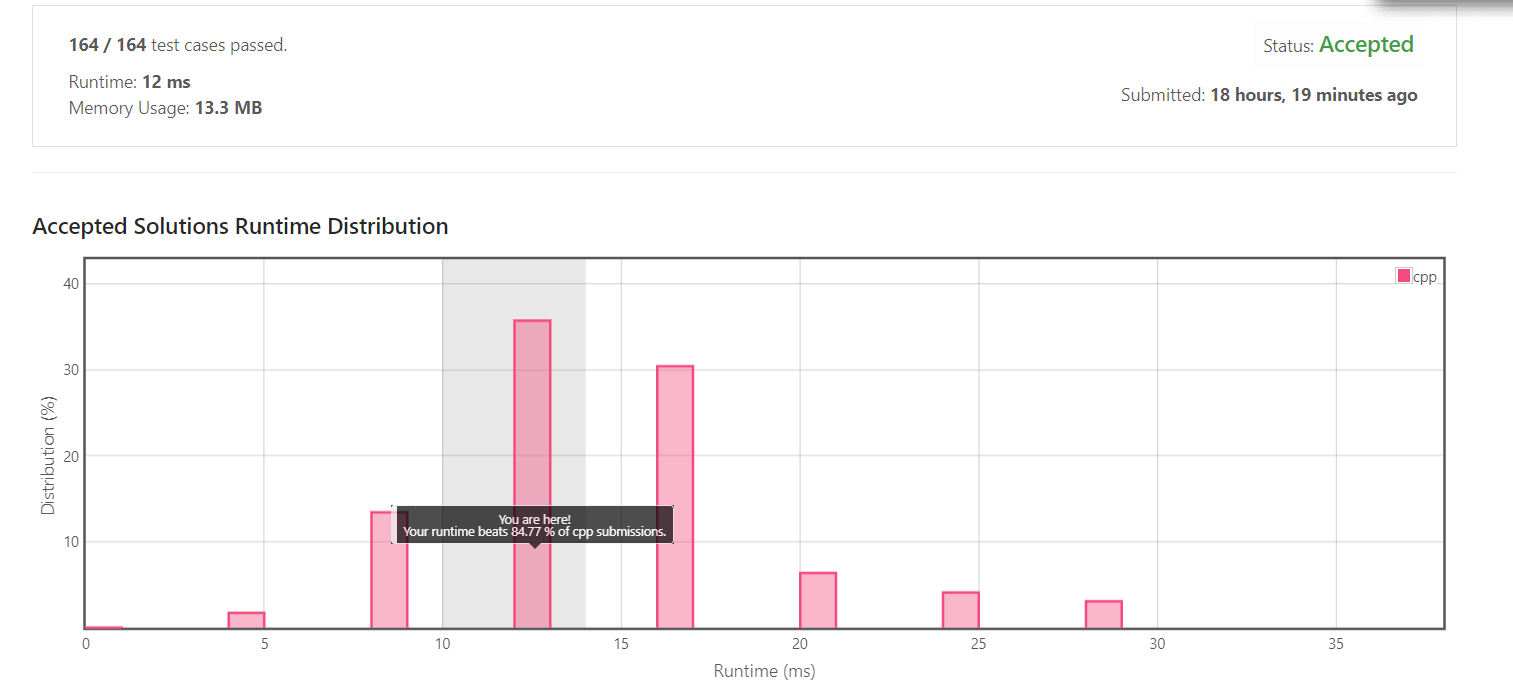 164 / 164 test cases passed.
Status: Accepted
Runtime: 12 ms
Memory Usage: 13.3 MB
Submitted: 18 hours, 19 minutes ago
Accepted Solutions Runtime Distribution
cpp
40
30
20
10
Distribution (%)
You are here!
Your runtime beats 84.77 % of cpp submissions.
0 5 10 15 20 25 30 35
Runtime (ms)